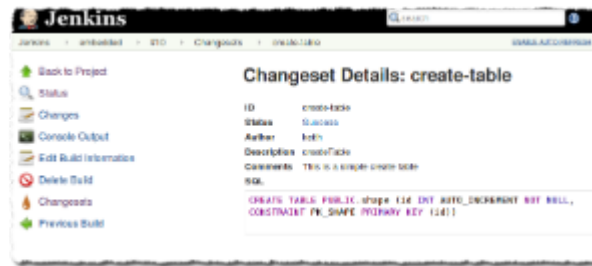 Jenkins
search
Jenkins embedded Changesets create-table
Back to Project
Status
Changes
Console Output
Edit Build Information
Delete Build
Changesets
Previous Build
Changeset Details: create-table
ID create-table
Status Success
Author keith
Description createTable
Comments This is a simple create table
SQL
CREATE TABLE PUBLIC.shape (id INT AUTO_INCREMENT NOT NULL,
CONSTRAINT PK_SHAPE PRIMARY KEY (id))